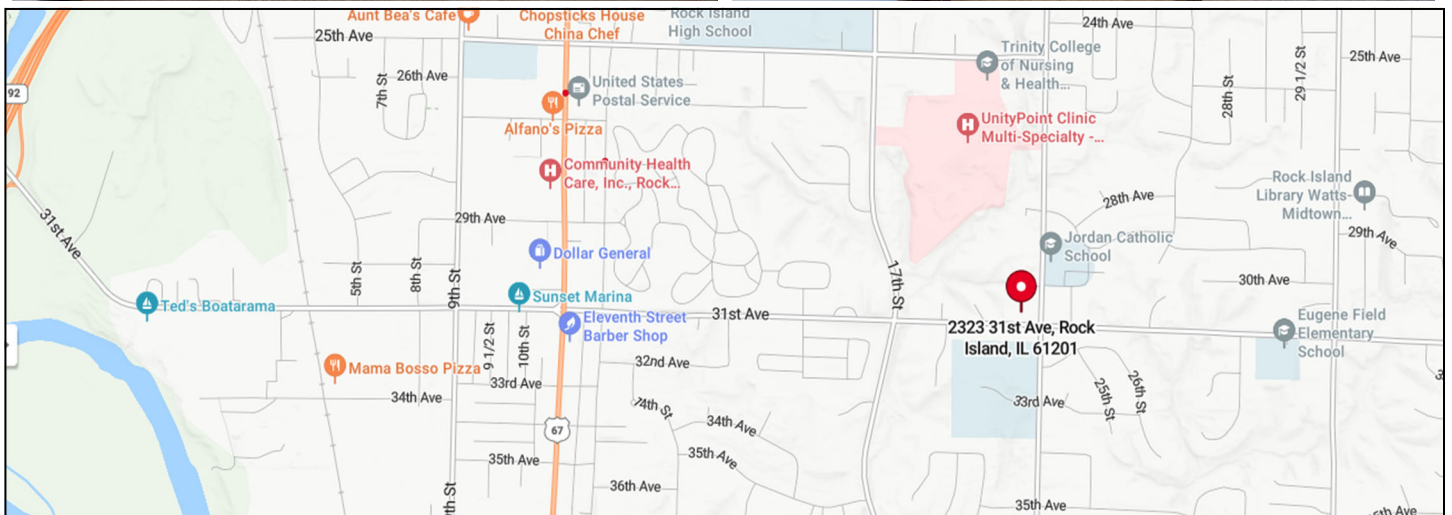 Aunt Bea's Cafe
Chopsticks House
China Chef
Rock Island
High School
24th Ave
25th Ave
Trinity College
of Nursing
& Health...
25th Ave
26th Ave
7th St
92
United States
Postal Service
28th St
29 1/2 St
Alfano's Pizza
UnityPoint Clinic
Multi-Specialty -...
Community Health
Care, Inc., Rock...
Rock Island
Library Watts-
Midtown...
28th Ave
31st Ave
29th Ave
29th Ave
Jordan Catholic
School
Dollar General
5th St
8th St
9th St
17th St
30th Ave
Ted's Boatarama
Sunset Marina
31st Ave
Eleventh Street
Barber Shop
2323 31st Ave, Rock
Island, IL 61201
Eugene Field
Elementary
School
9-1/2 St
10th St
32nd Ave
Mama Bosso Pizza
33rd Ave
34th Ave
25th St
26th St
33rd Ave
74th St
34th Ave
67
35th Ave
35th Ave
36th Ave
35th Ave